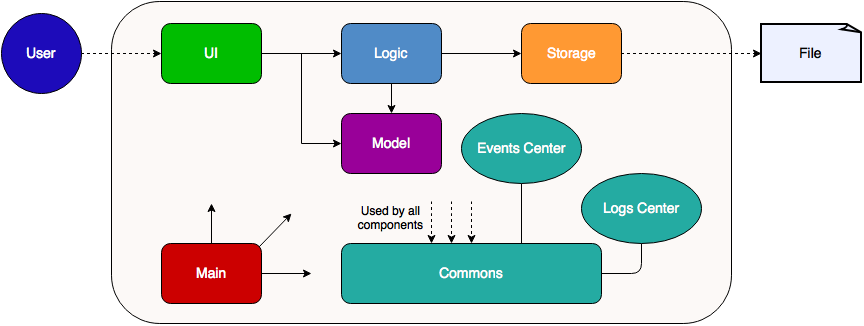 User
UI
Logic
Storage
File
Model
Events Center
Logs Center
Used by all
components
Main
Commons